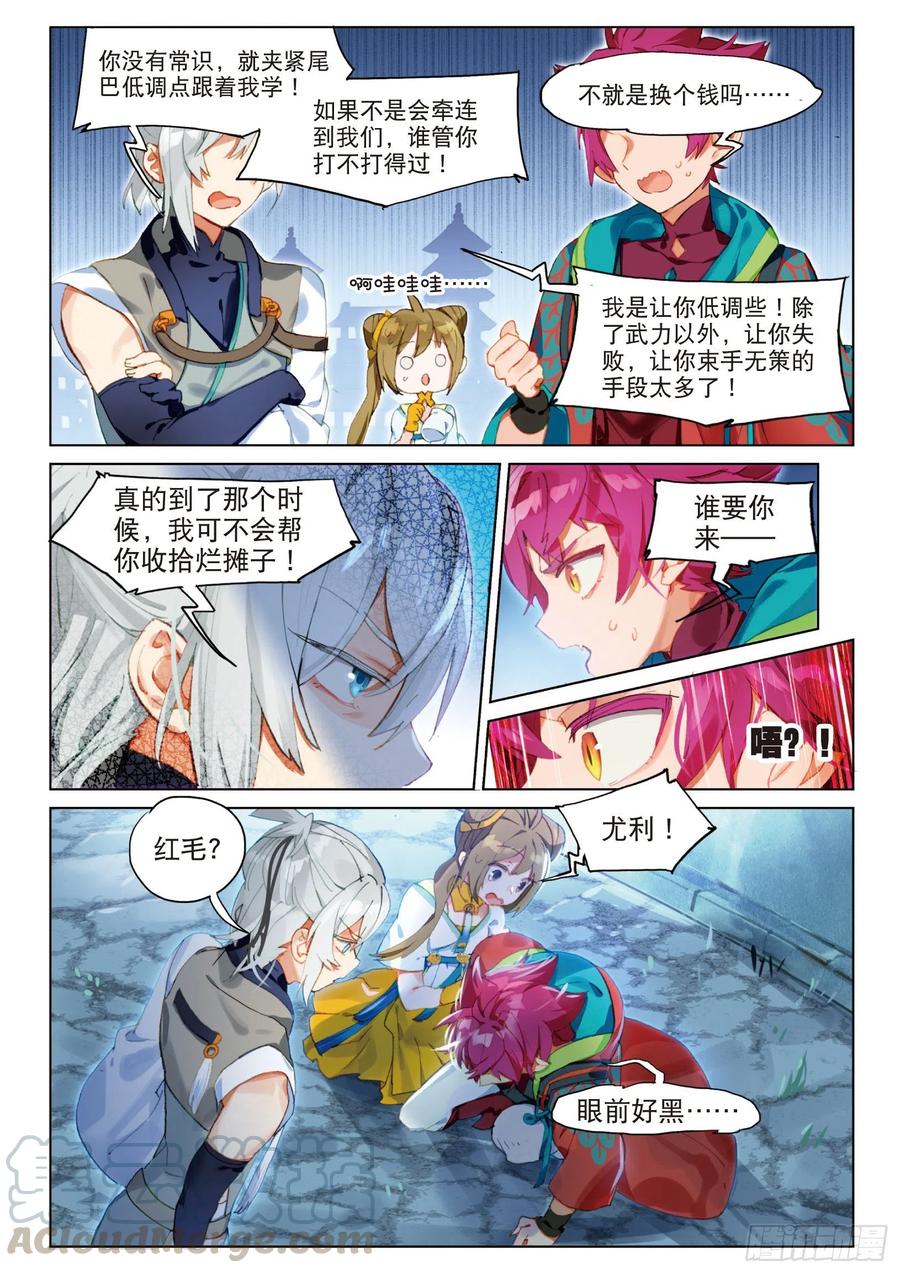 你没有常识，就夹紧尾
巴低调点跟着我学！
如果不是会牵连
到我们，谁管你
打不打得过！
不就是换个钱吗……
啊哇哇哇……
我是让你低调些！除
了武力以外，让你失
败，让你束手无策的
手段太多了！
真的到了那个时
候，我可不会帮
你收拾烂摊子！
谁要你
来——
唔？！
红毛？
尤利！
眼前好黑……
AcloudMerge.com
腾讯动漫